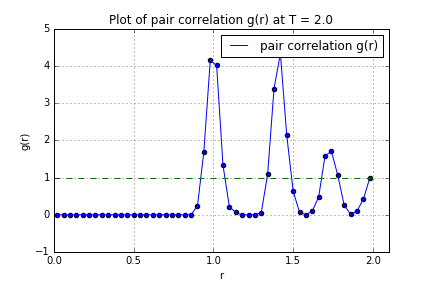 Plot of pair correlation g(r) at T = 2.0
pair correlation g(r)
5
4
3
2
1
0
−1
g(r)
0.0 0.5 1.0 1.5 2.0
r